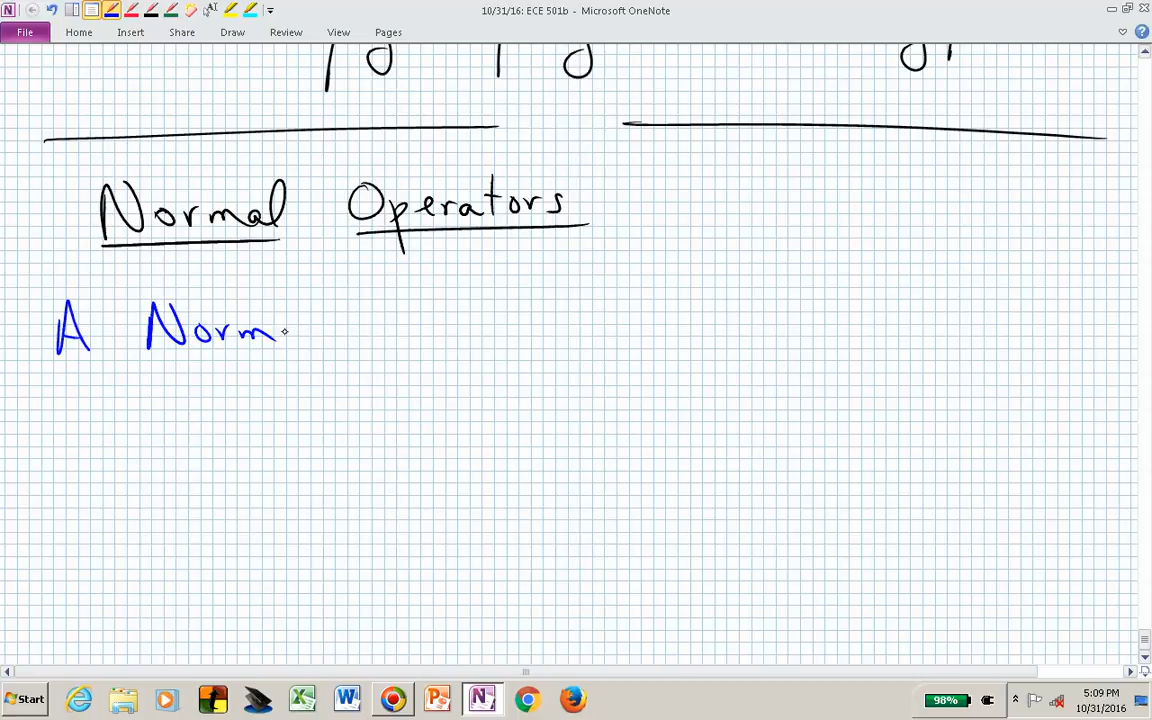 10/31/16: ECE 501b - Microsoft OneNote
File Home Insert Share Draw Review View Pages
Normal Operators
A Norm
98%
Start
5:09 PM
10/31/2016